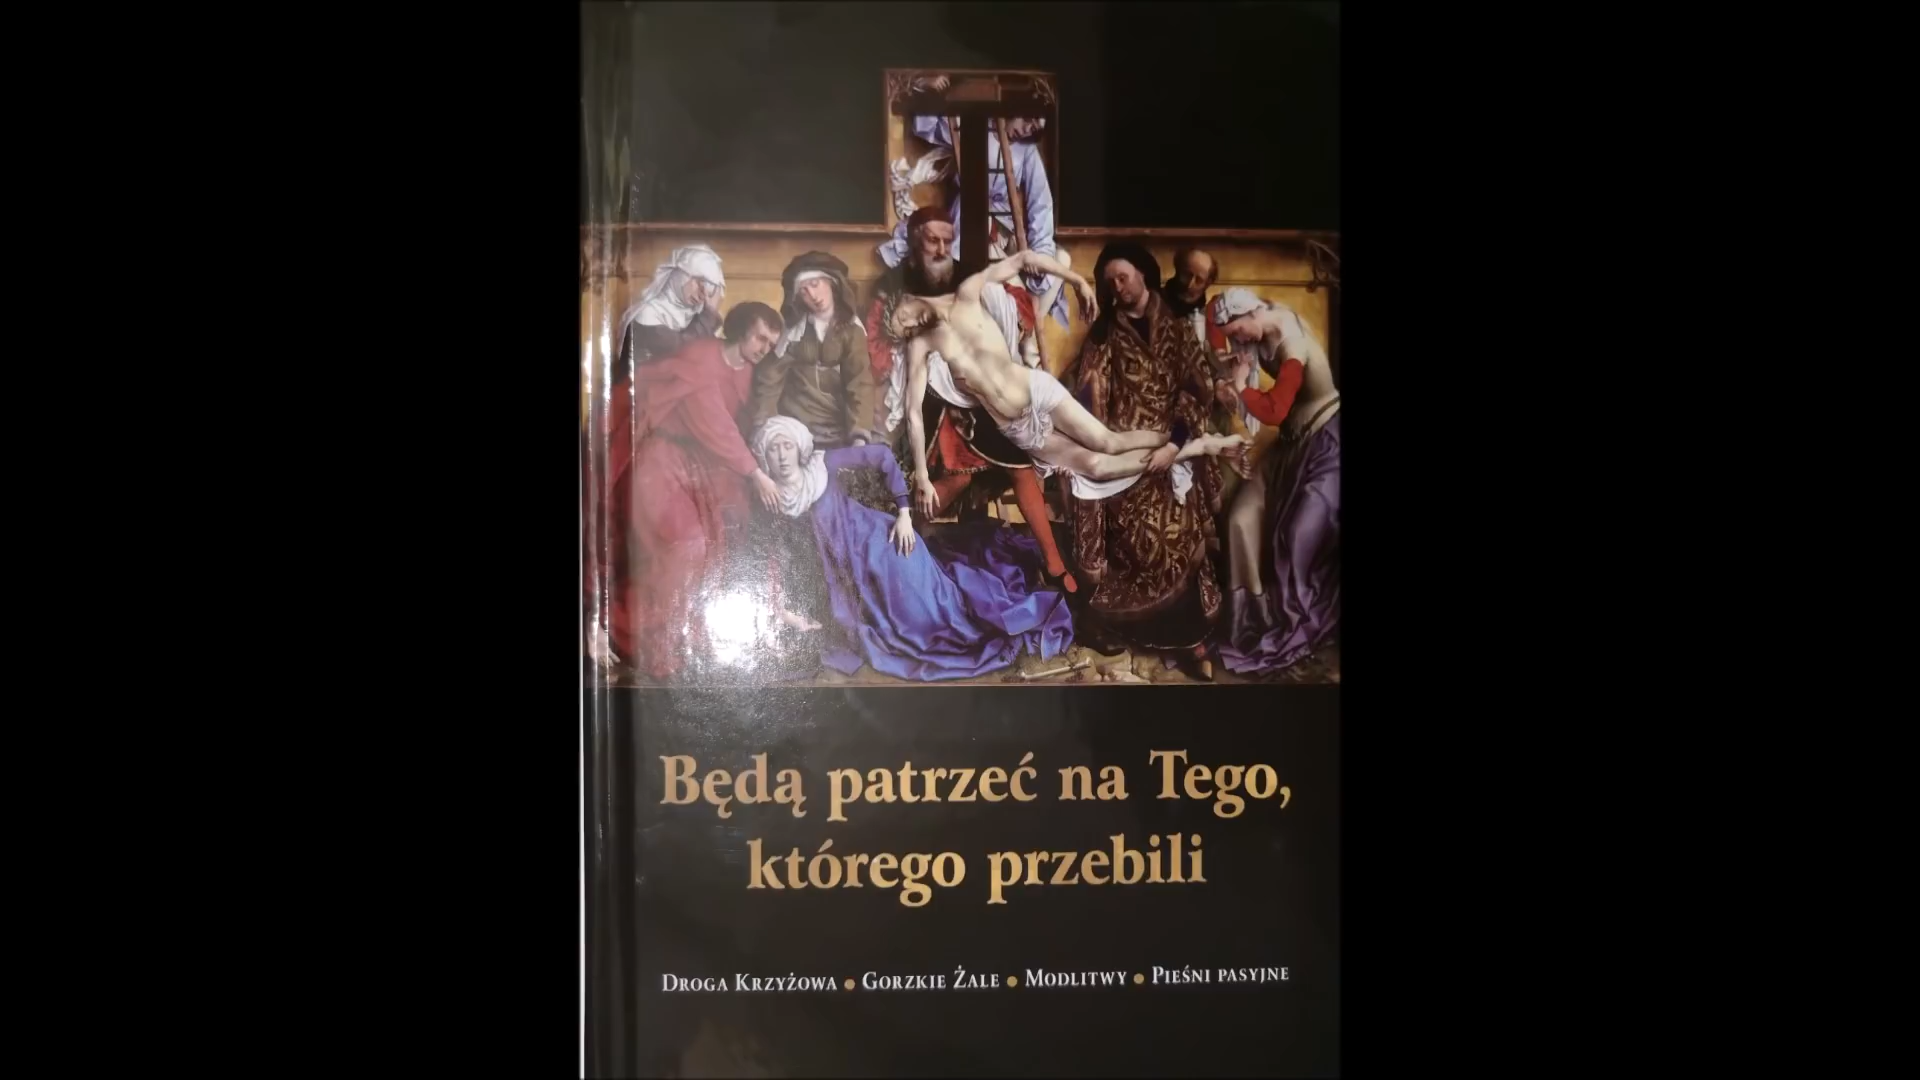 Będą patrzeć na Tego,
którego przebili
Droga Krzyżowa • Gorzkie Żale • Modlitwy • Pieśni pasyjne